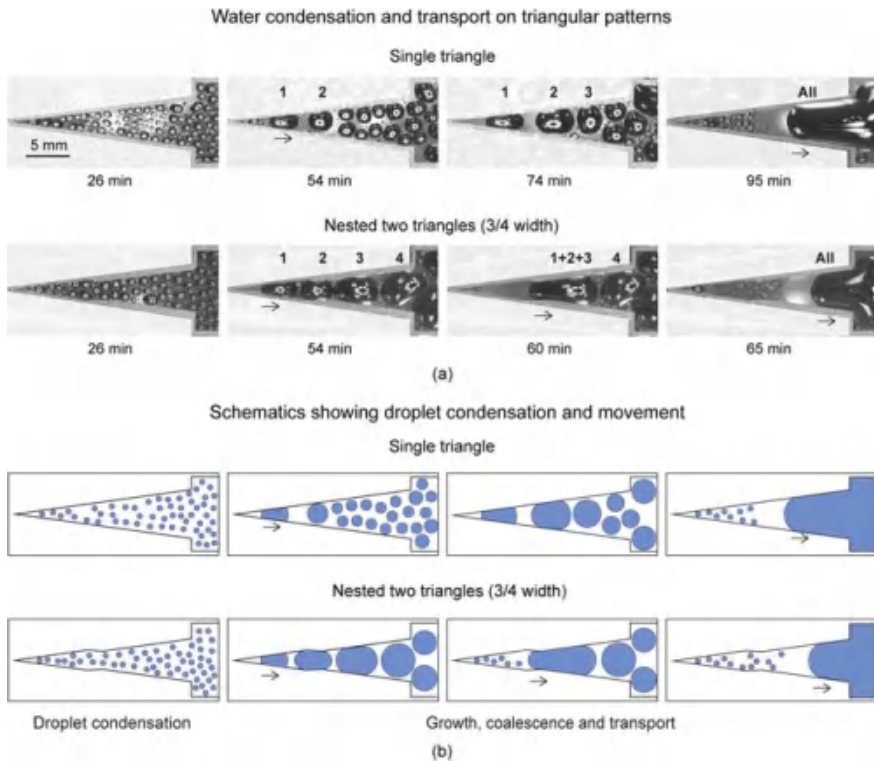 Water condensation and transport on triangular patterns
Single triangle
1 2 1 2 3 All
5 mm
26 min 54 min 74 min 95 min
Nested two triangles (3/4 width)
1 2 3 4 1+2+3 4 All
26 min 54 min 60 min 65 min
(a)
Schematics showing droplet condensation and movement
Single triangle
Nested two triangles (3/4 width)
Droplet condensation Growth, coalescence and transport
(b)